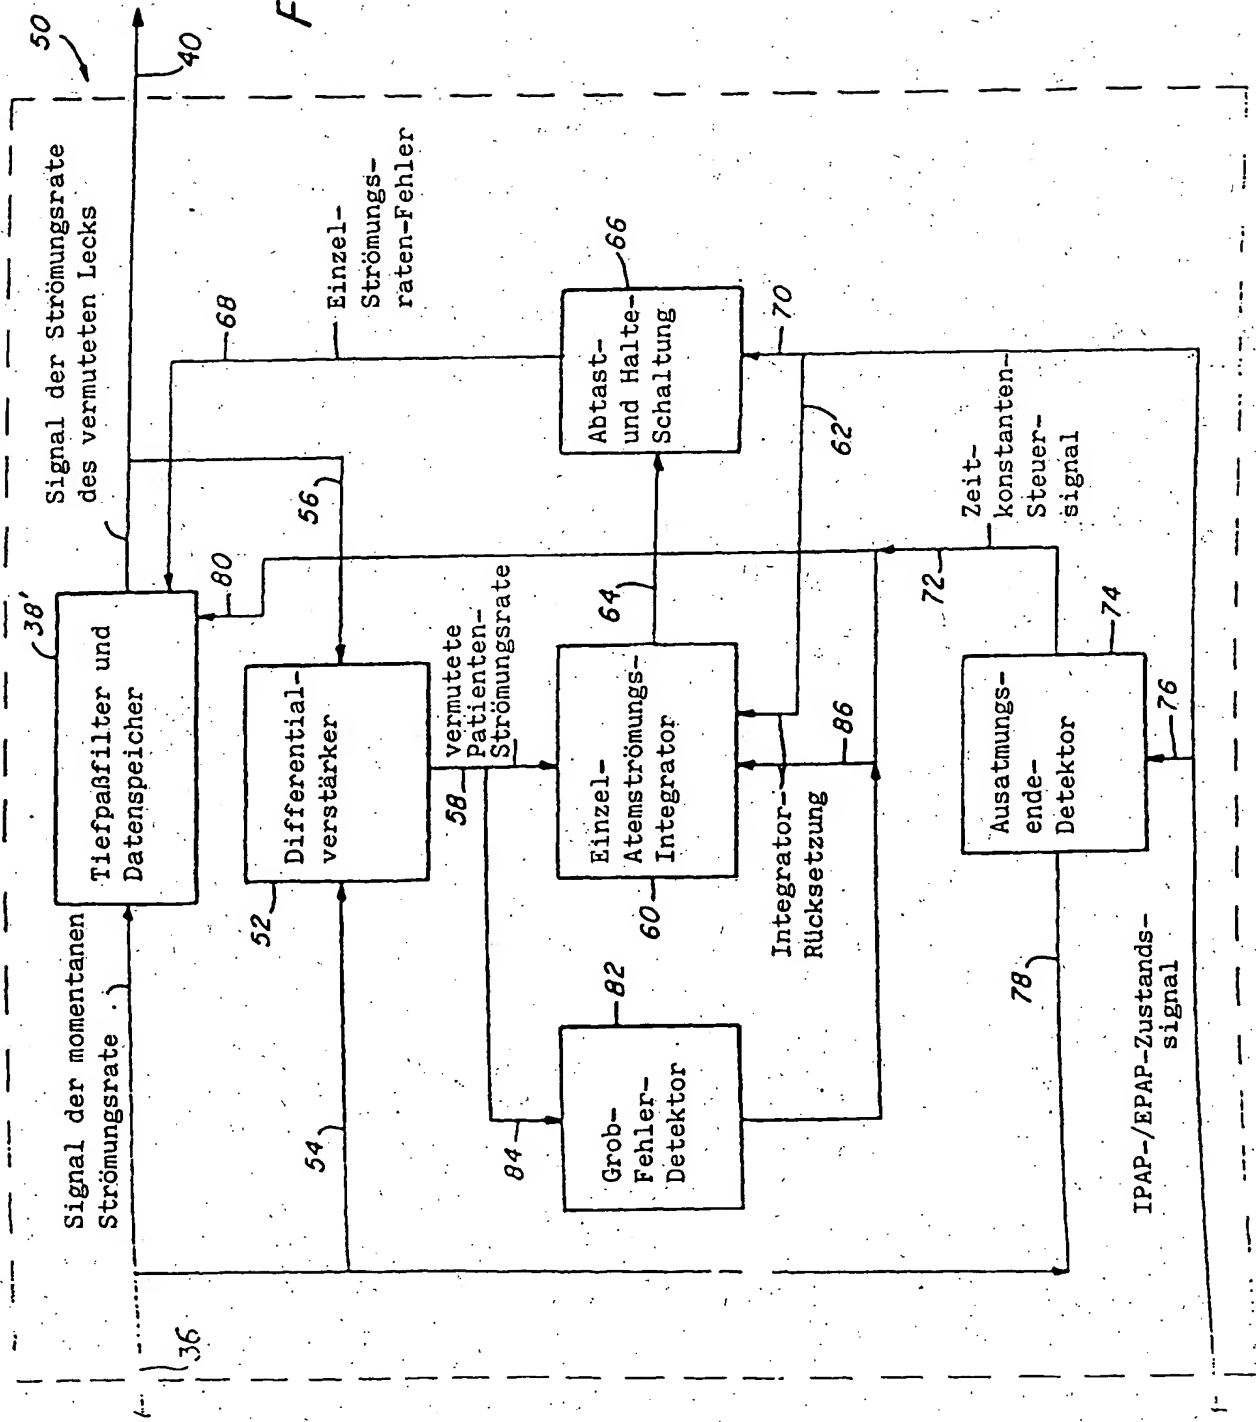 50
40
F
Signal der Strömungsrate
des vermuteten Lecks
38'
Tiefpaßfilter und
Datenspeicher
Signal der momentanen
Strömungsrate
36
68
Einzel-
Strömungs-
raten-Fehler
80
56
Differential-
verstärker
52
54
vermutete
Patienten-
Strömungsrate
58
66
Abtast-
und Halte-
Schaltung
70
62
64
Einzel-
Atemströmungs-
Integrator
60
Integrator-
Rücksetzung
86
82
Grob-
Fehler-
Detektor
84
Zeit-
konstanten-
Steuer-
signal
72
74
Ausatmungs-
ende-
Detektor
76
78
IPAP-/EPAP-Zustands-
signal